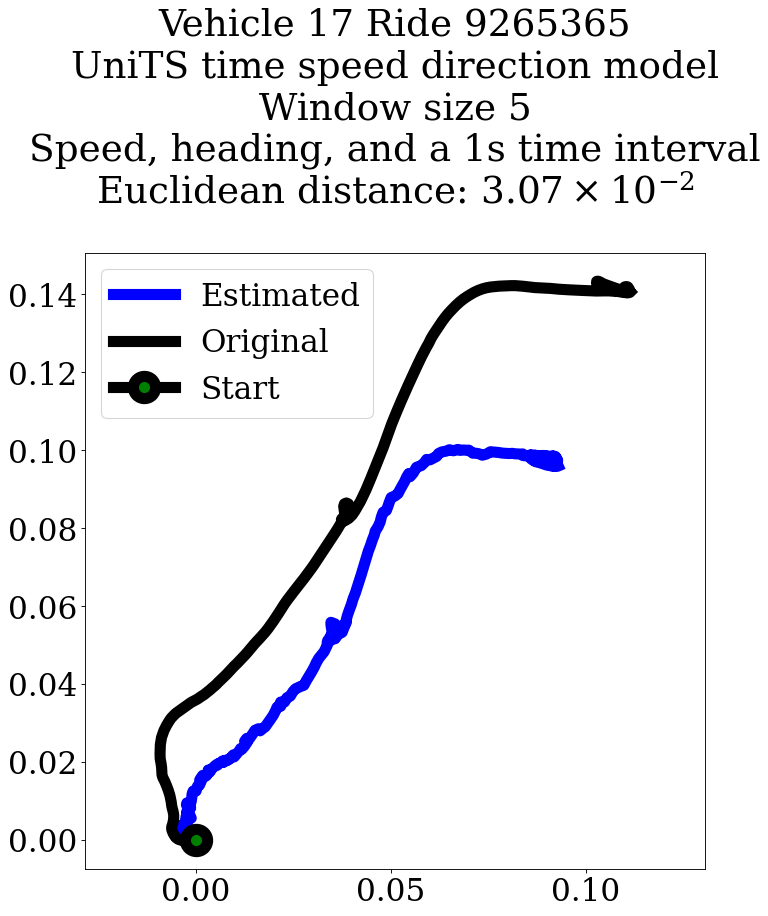 Vehicle 17 Ride 9265365
UniTS time speed direction model
Window size 5
Speed, heading, and a 1s time interval
Euclidean distance: 3.07 × 10⁻²
Estimated
Original
Start
0.14
0.12
0.10
0.08
0.06
0.04
0.02
0.00
0.00 0.05 0.10